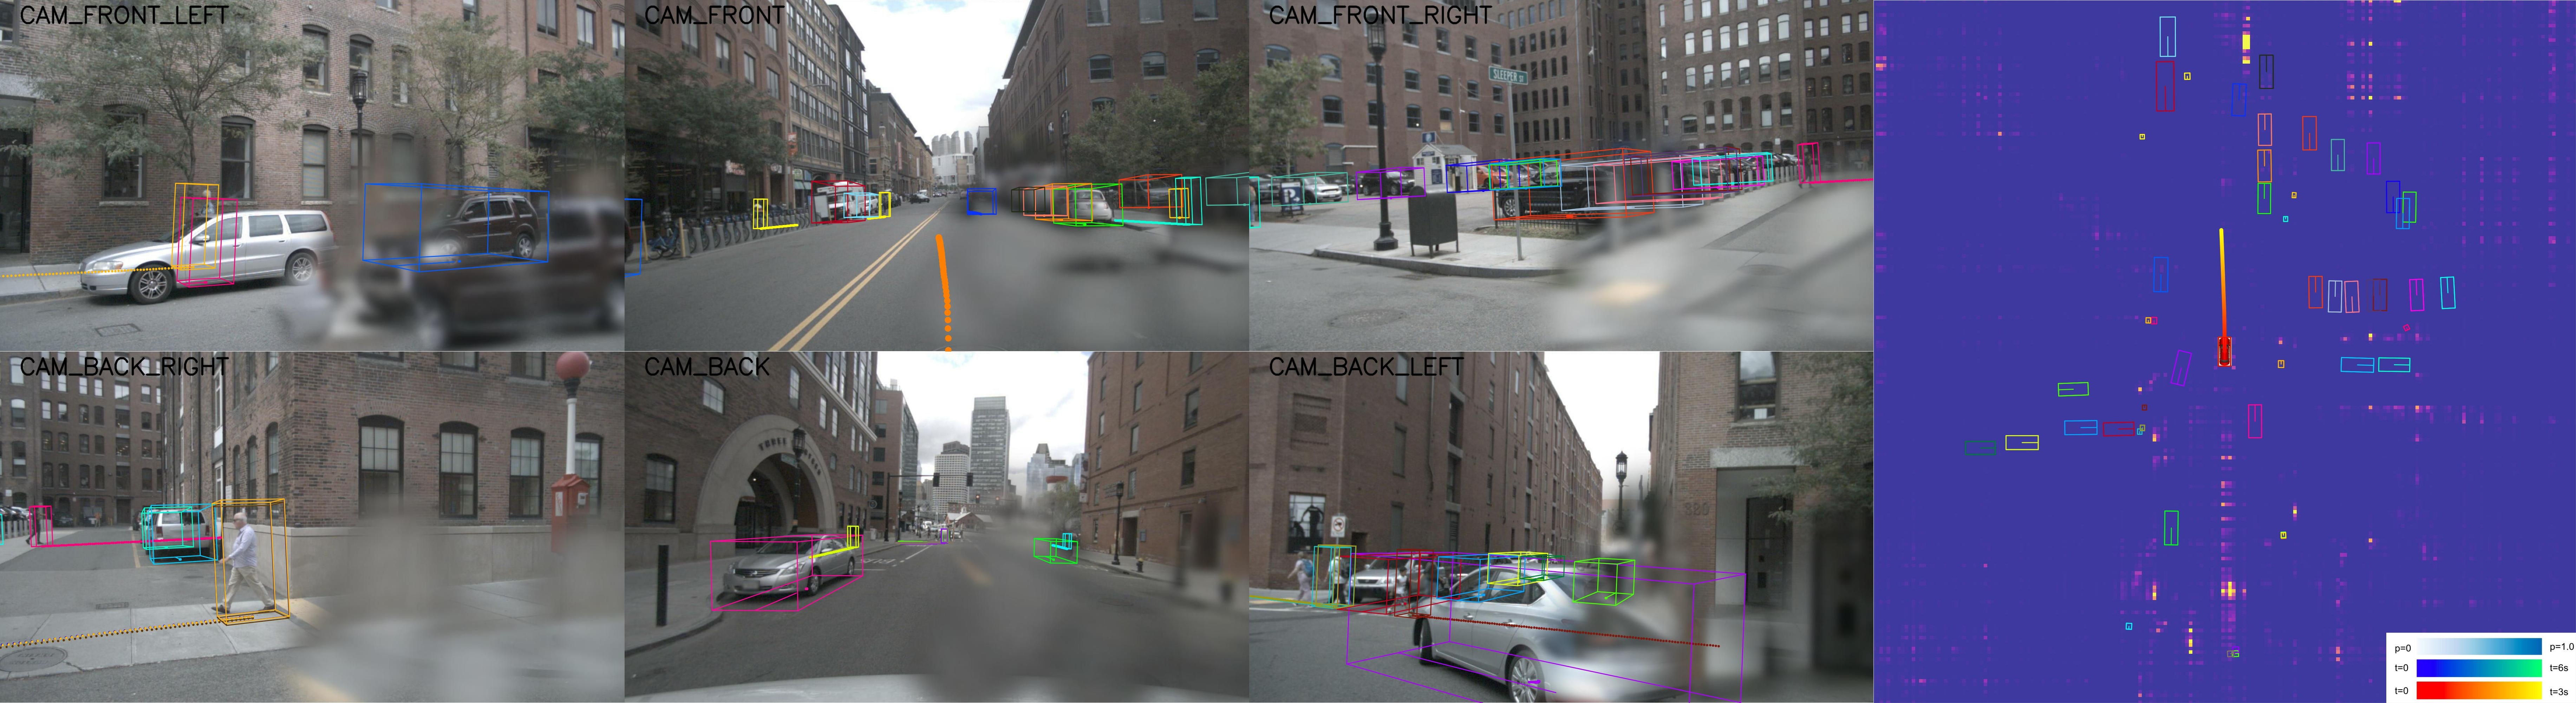 CAM_FRONT_LEFT
CAM_FRONT
CAM_FRONT_RIGHT
SLEEPER ST
CAM_BACK_RIGHT
CAM_BACK
CAM_BACK_LEFT
p=0
p=1.0
t=0
t=6s
t=0
t=3s